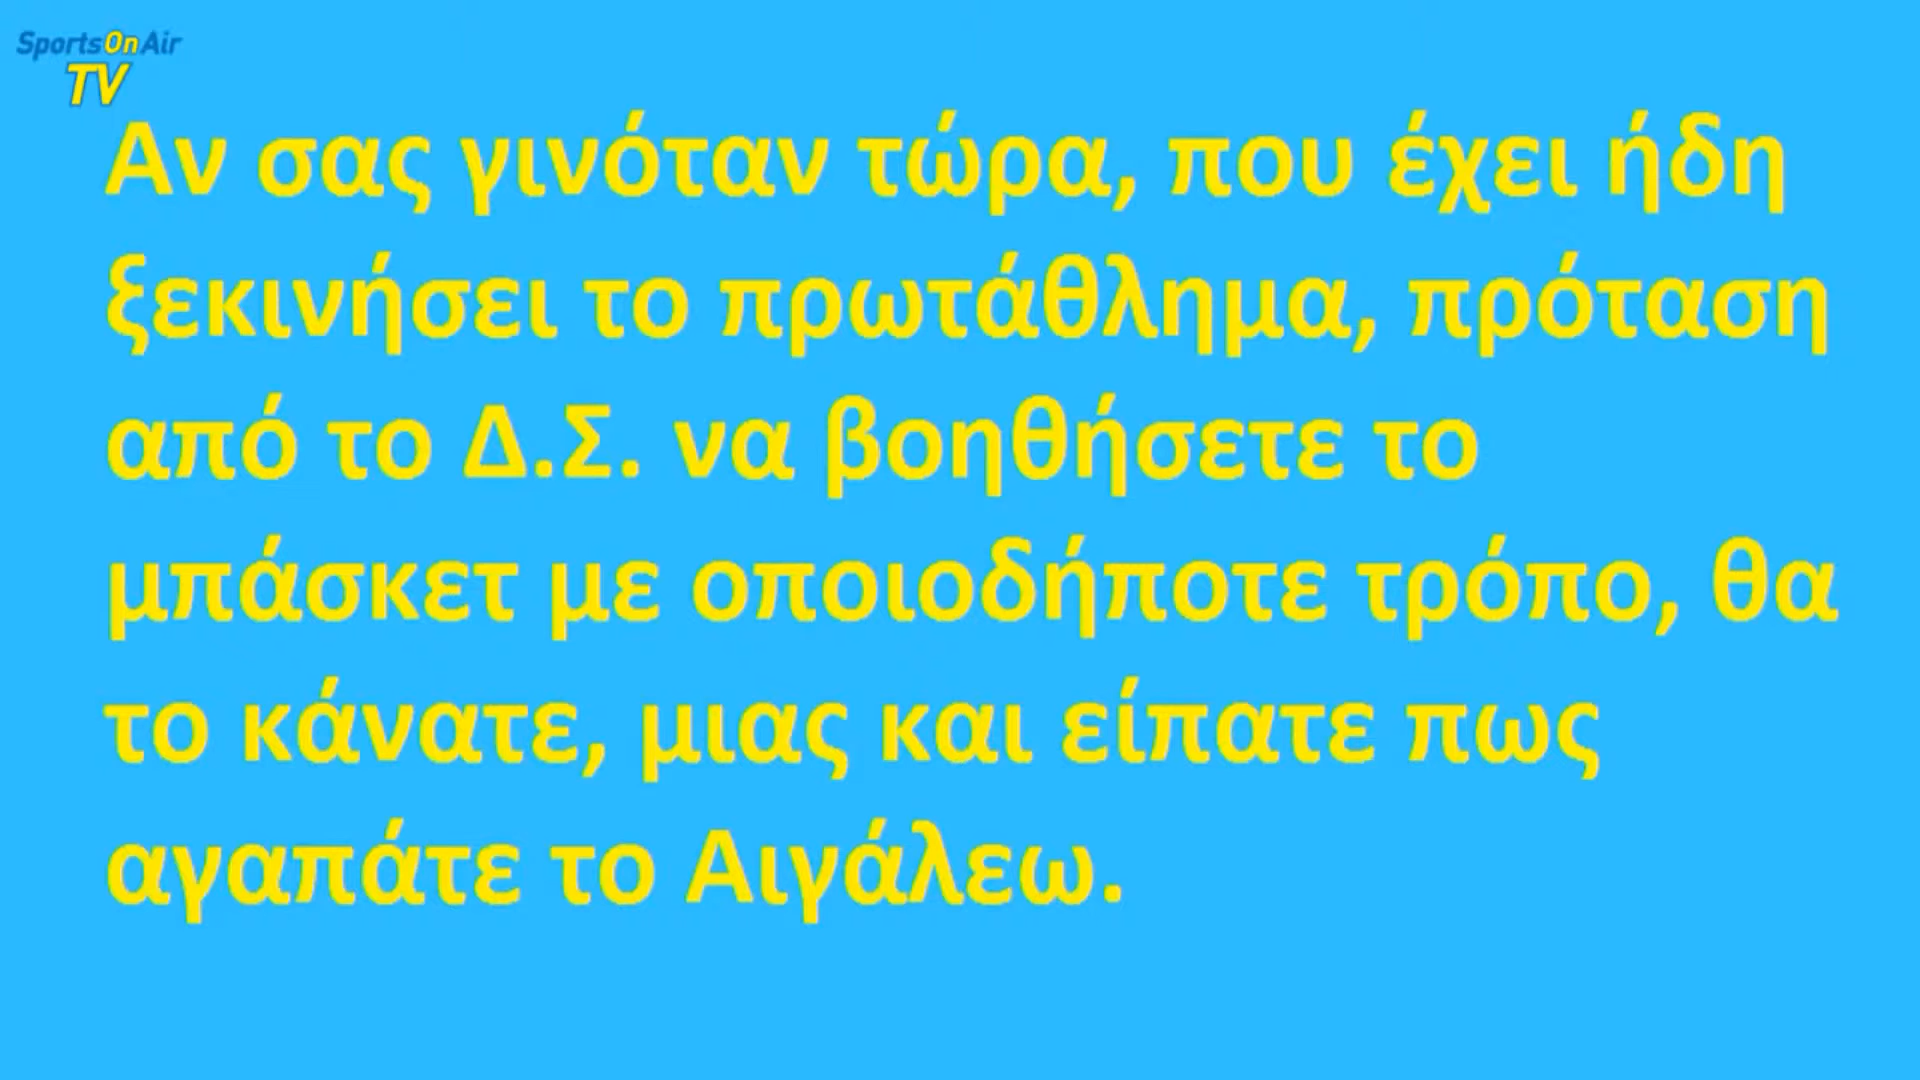 SportsOnAir
TV
Αν σας γινόταν τώρα, που έχει ήδη
ξεκινήσει το πρωτάθλημα, πρόταση
από το Δ.Σ. να βοηθήσετε το
μπάσκετ με οποιοδήποτε τρόπο, θα
το κάνατε, μιας και είπατε πως
αγαπάτε το Αιγάλεω.